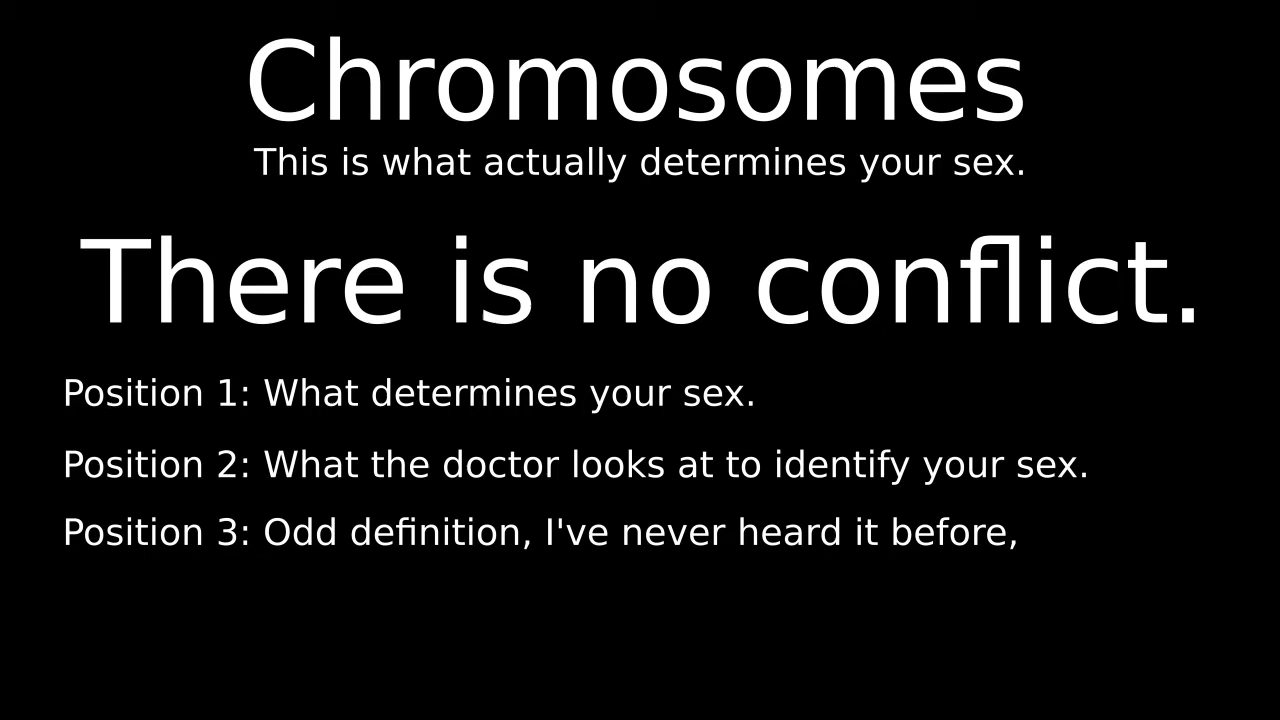 Chromosomes
This is what actually determines your sex.
There is no conflict.
Position 1: What determines your sex.
Position 2: What the doctor looks at to identify your sex.
Position 3: Odd definition, I've never heard it before,